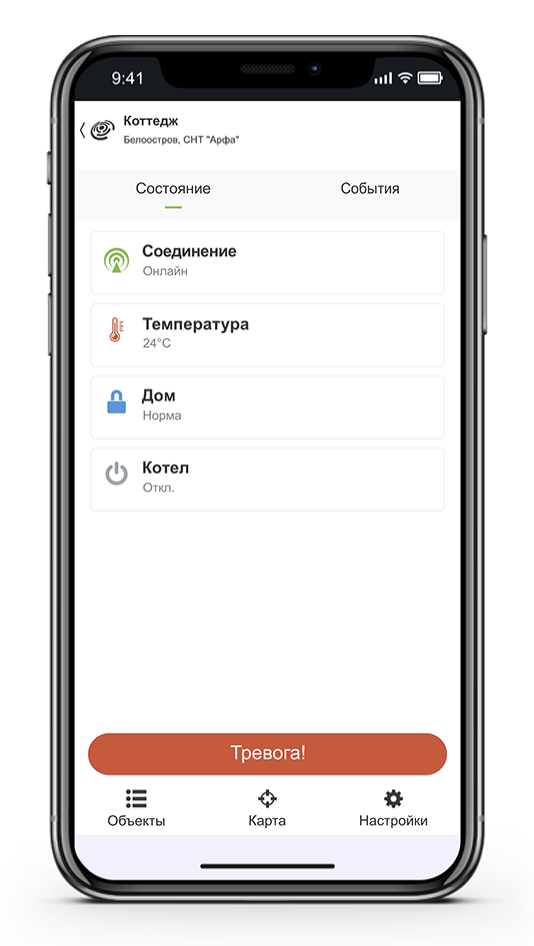 9:41
Коттедж
Белоостров, СНТ "Арфа"
Состояние
События
Соединение
Онлайн
Температура
24°C
Дом
Норма
Котел
Откл.
Тревога!
Объекты
Карта
Настройки